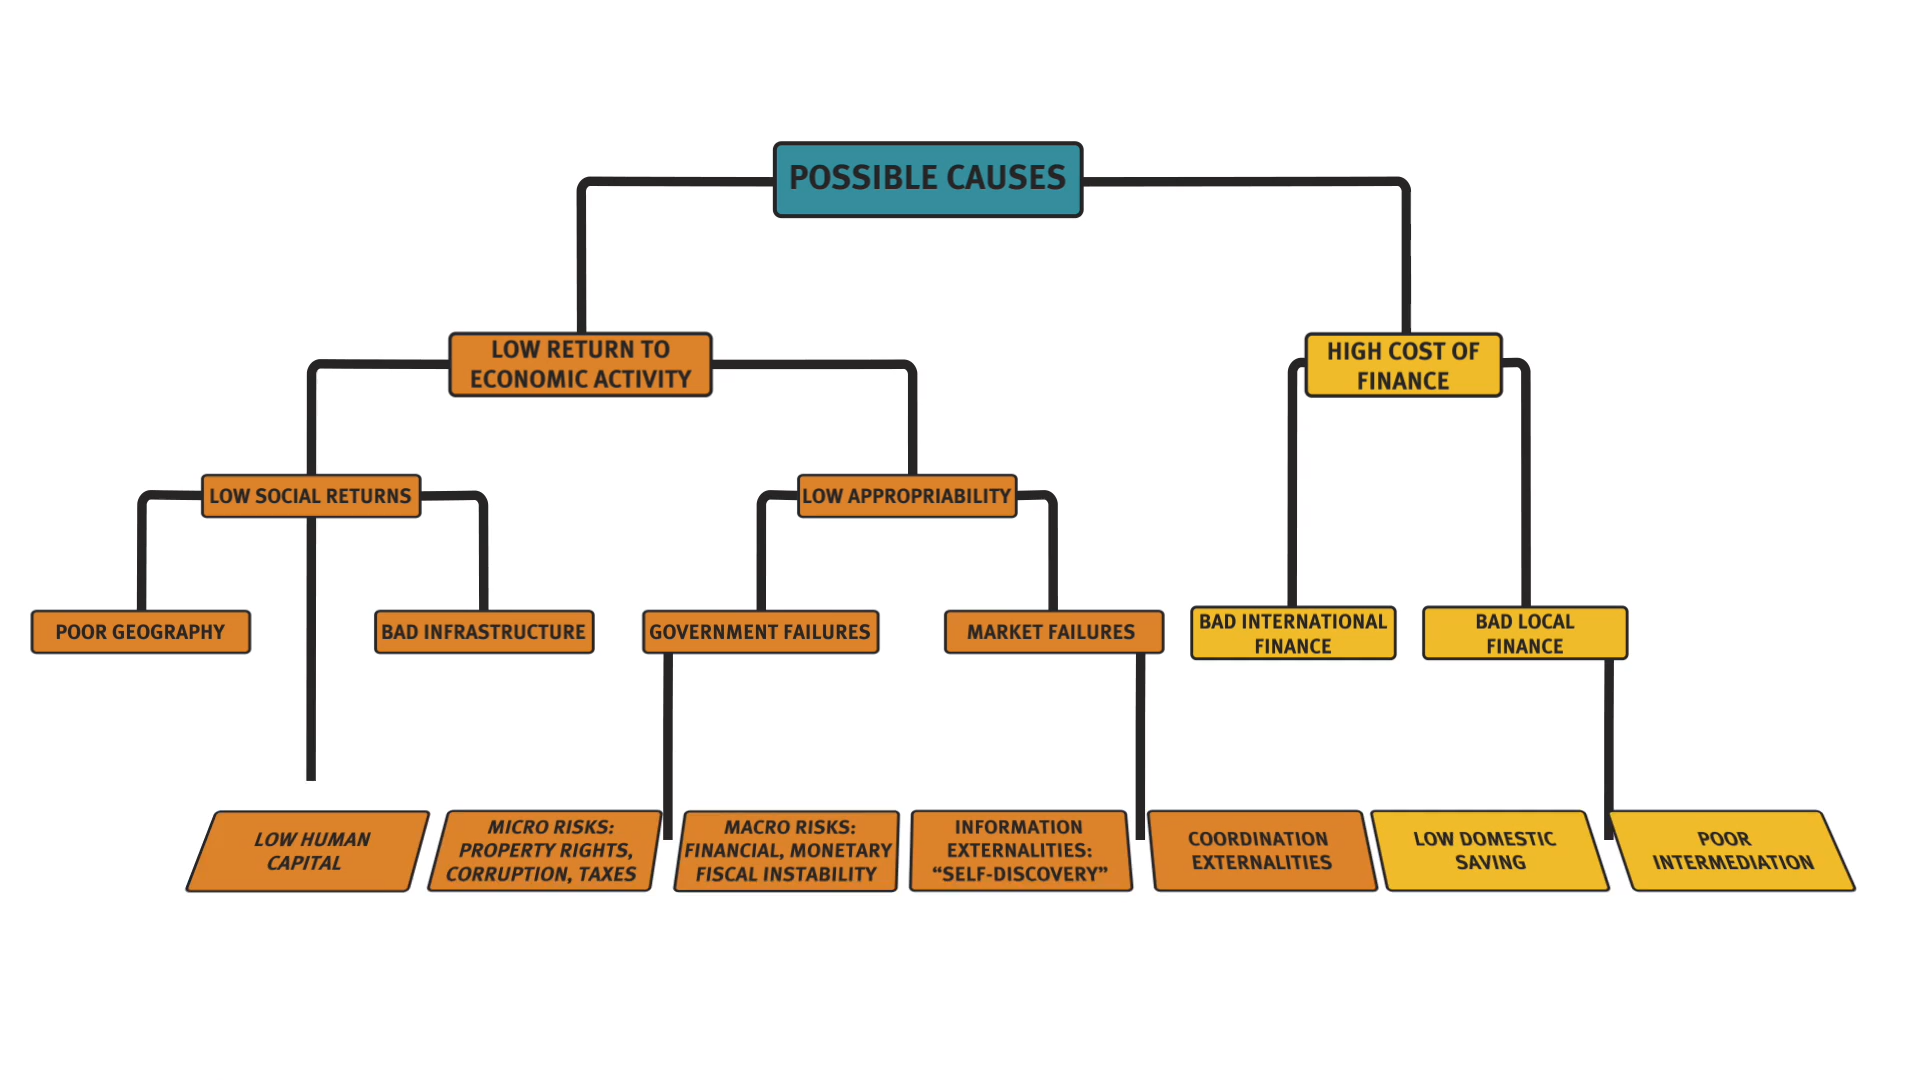 POSSIBLE CAUSES
LOW RETURN TO
ECONOMIC ACTIVITY
HIGH COST OF
FINANCE
LOW SOCIAL RETURNS
LOW APPROPRIABILITY
POOR GEOGRAPHY
BAD INFRASTRUCTURE
GOVERNMENT FAILURES
MARKET FAILURES
BAD INTERNATIONAL
FINANCE
BAD LOCAL
FINANCE
LOW HUMAN
CAPITAL
MICRO RISKS:
PROPERTY RIGHTS,
CORRUPTION, TAXES
MACRO RISKS:
FINANCIAL, MONETARY
FISCAL INSTABILITY
INFORMATION
EXTERNALITIES:
“SELF-DISCOVERY”
COORDINATION
EXTERNALITIES
LOW DOMESTIC
SAVING
POOR
INTERMEDIATION